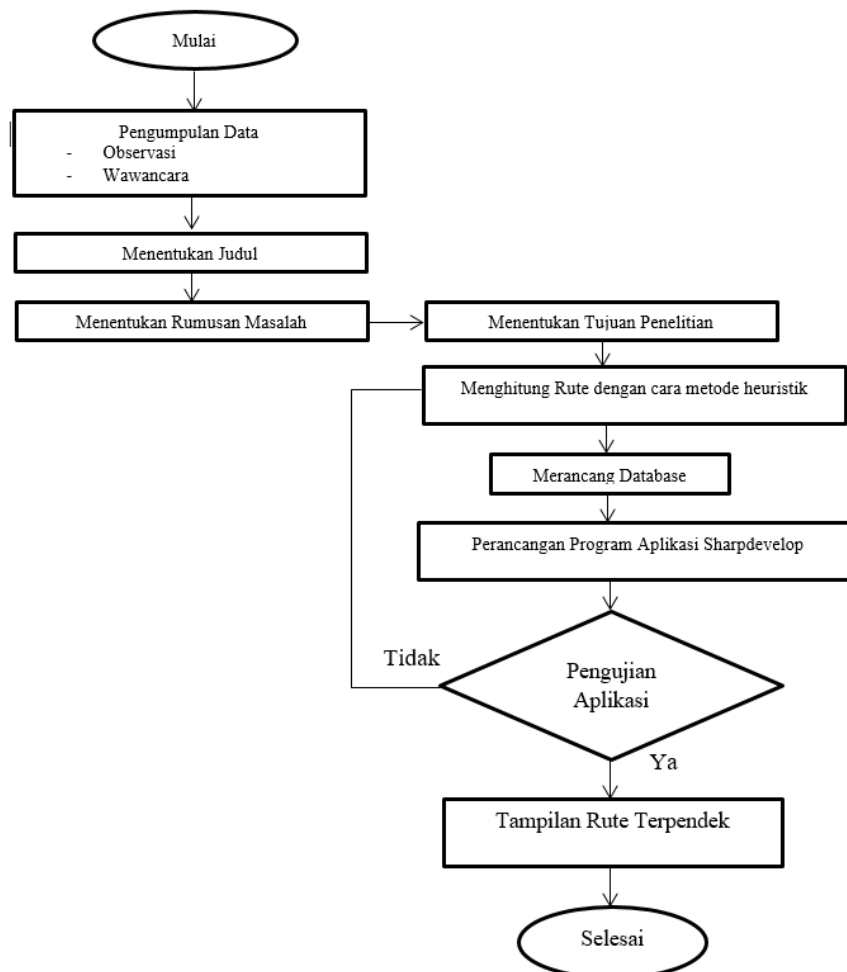 Mulai
Pengumpulan Data
- Observasi
- Wawancara
Menentukan Judul
Menentukan Rumusan Masalah
Menentukan Tujuan Penelitian
Menghitung Rute dengan cara metode heuristik
Merancang Database
Perancangan Program Aplikasi Sharpdevelop
Tidak
Pengujian
Aplikasi
Ya
Tampilan Rute Terpendek
Selesai